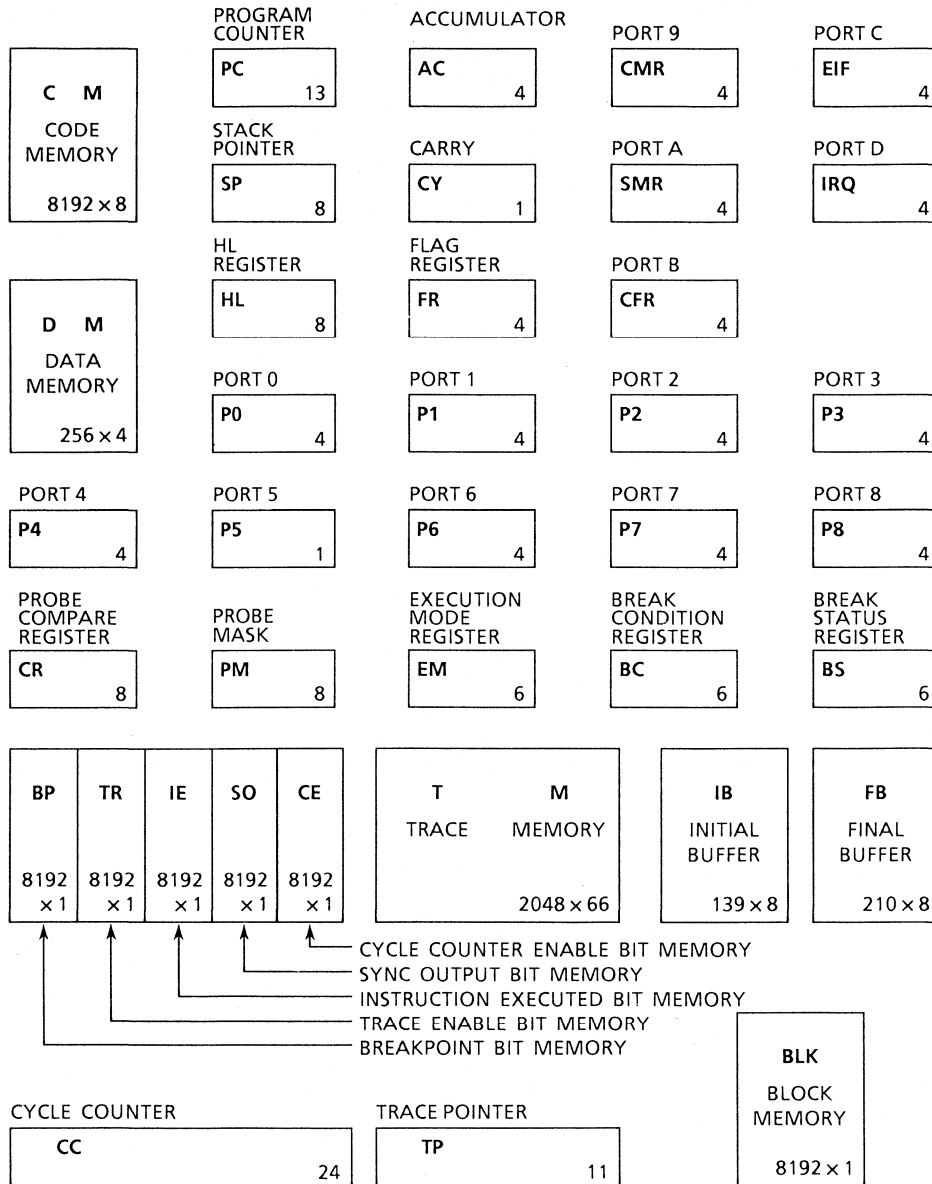 PROGRAM
COUNTER
PC
13
ACCUMULATOR
AC
4
PORT 9
CMR
4
PORT C
EIF
4
C M
CODE
MEMORY
8192 × 8
STACK
POINTER
SP
8
CARRY
CY
1
PORT A
SMR
4
PORT D
IRQ
4
HL
REGISTER
HL
8
FLAG
REGISTER
FR
4
PORT B
CFR
4
D M
DATA
MEMORY
256 × 4
PORT 0
P0
4
PORT 1
P1
4
PORT 2
P2
4
PORT 3
P3
4
PORT 4
P4
4
PORT 5
P5
1
PORT 6
P6
4
PORT 7
P7
4
PORT 8
P8
4
PROBE
COMPARE
REGISTER
CR
8
PROBE
MASK
PM
8
EXECUTION
MODE
REGISTER
EM
6
BREAK
CONDITION
REGISTER
BC
6
BREAK
STATUS
REGISTER
BS
6
BP
8192
× 1
TR
8192
× 1
IE
8192
× 1
SO
8192
× 1
CE
8192
× 1
T M
TRACE MEMORY
2048 × 66
IB
INITIAL
BUFFER
139 × 8
FB
FINAL
BUFFER
210 × 8
CYCLE COUNTER ENABLE BIT MEMORY
SYNC OUTPUT BIT MEMORY
INSTRUCTION EXECUTED BIT MEMORY
TRACE ENABLE BIT MEMORY
BREAKPOINT BIT MEMORY
BLK
BLOCK
MEMORY
8192 × 1
CYCLE COUNTER
CC
24
TRACE POINTER
TP
11